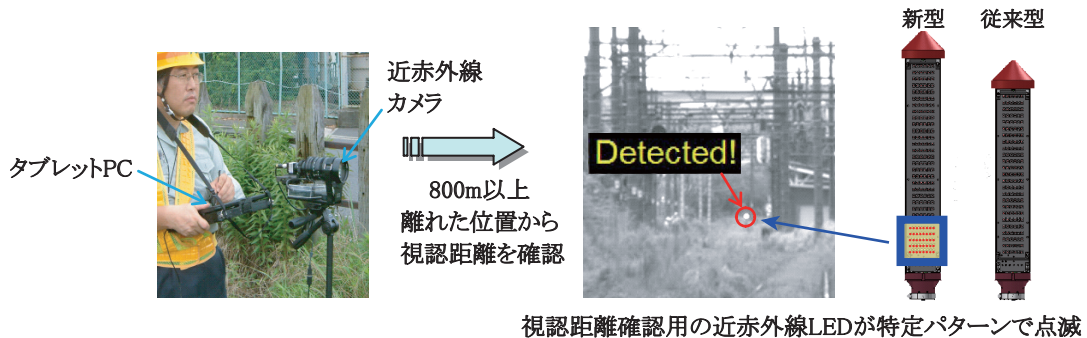 新型
従来型
近赤外線
カメラ
タブレットPC
Detected!
800m以上
離れた位置から
視認距離を確認
視認距離確認用の近赤外線LEDが特定パターンで点滅